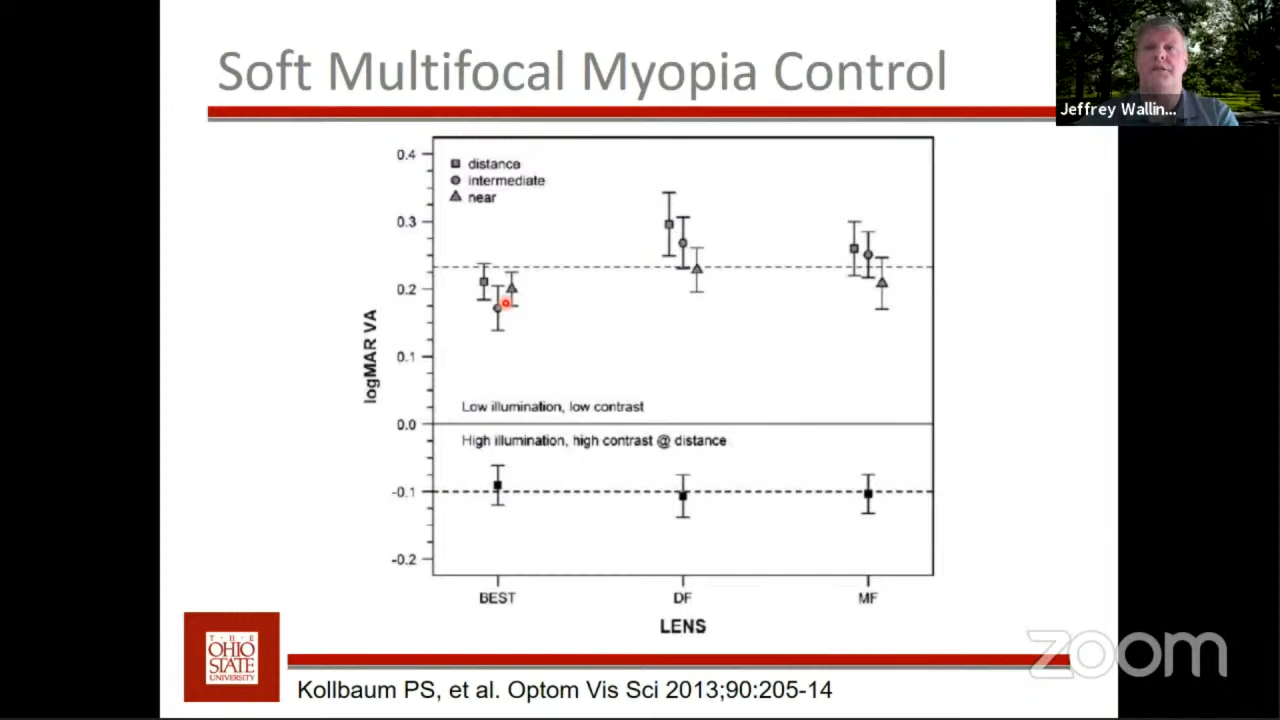 Soft Multifocal Myopia Control
Jeffrey Wallin...
0.4
0.3
0.2
0.1
0.0
-0.1
-0.2
logMAR VA
distance
intermediate
near
Low illumination, low contrast
High illumination, high contrast @ distance
BEST
DF
MF
LENS
T · H · E
OHIO
STATE
UNIVERSITY
Kollbaum PS, et al. Optom Vis Sci 2013;90:205-14
zoom